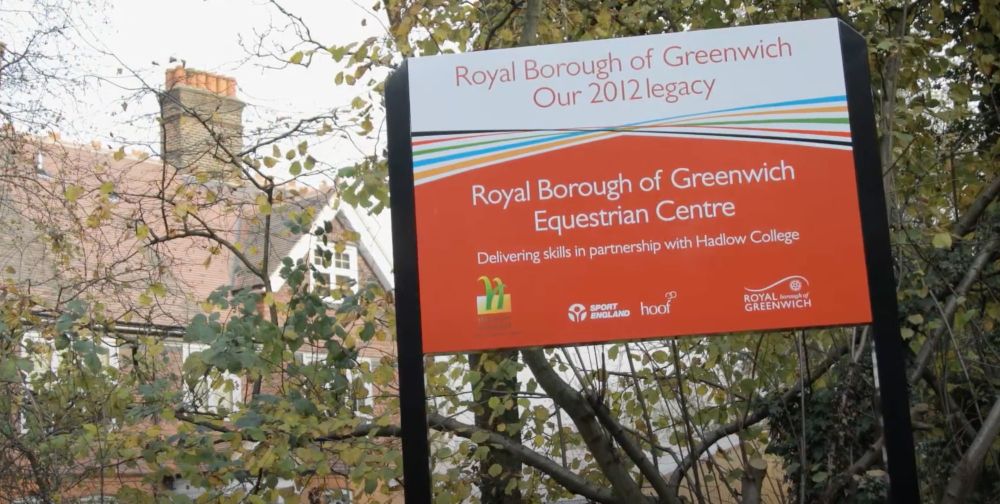 Royal Borough of Greenwich
Our 2012 legacy
Royal Borough of Greenwich
Equestrian Centre
Delivering skills in partnership with Hadlow College
SPORT
ENGLAND
hoof
ROYAL borough of
GREENWICH